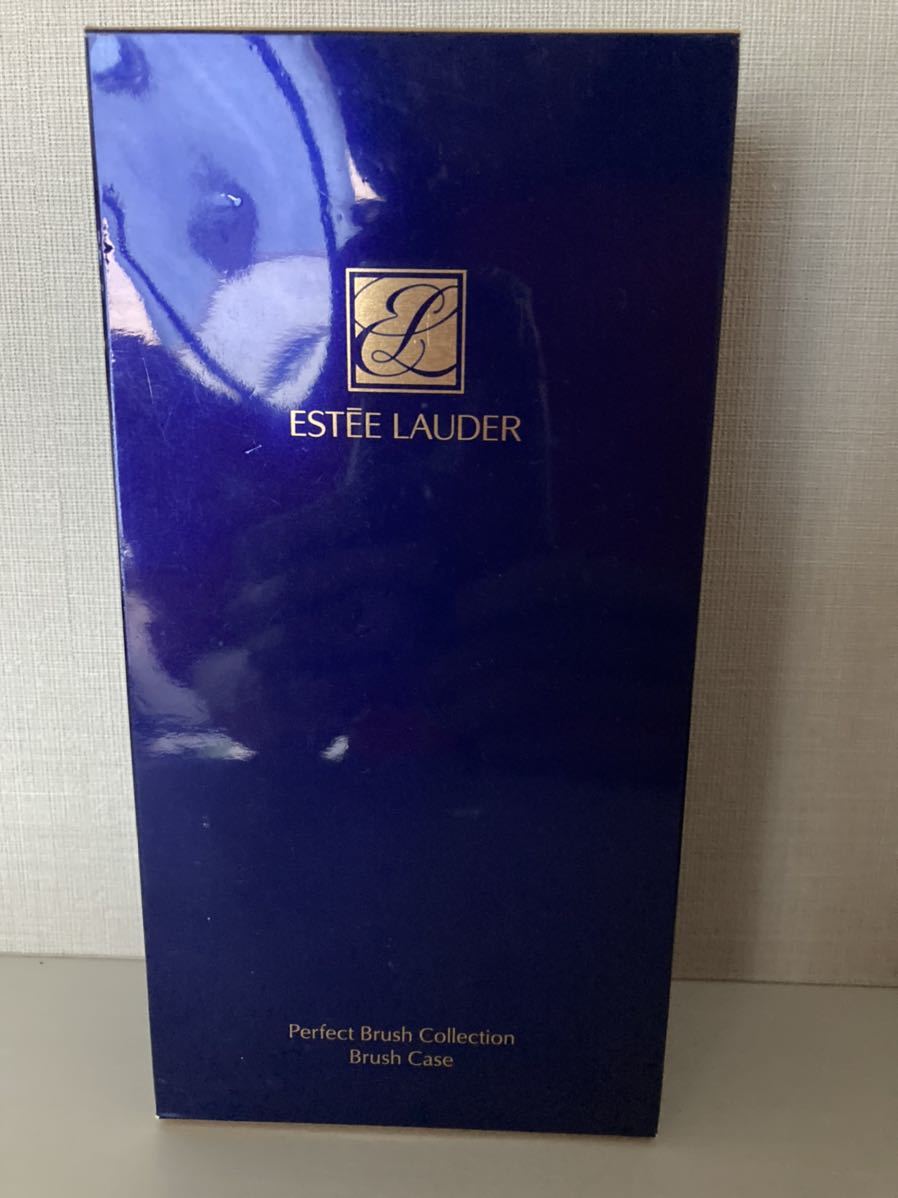 EL
ESTĒE LAUDER
Perfect Brush Collection
Brush Case